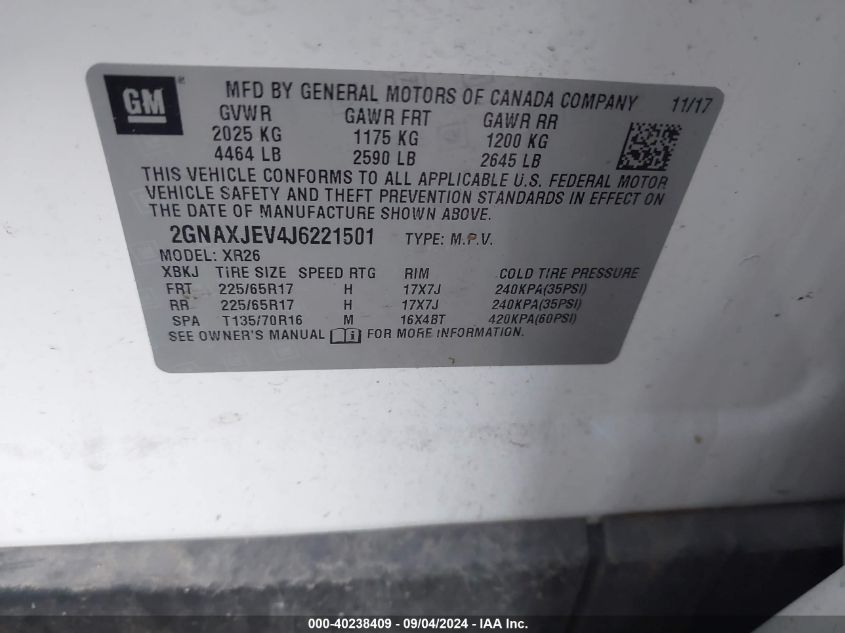 GM
MFD BY GENERAL MOTORS OF CANADA COMPANY 11/17
GVWR GAWR FRT GAWR RR
2025 KG 1175 KG 1200 KG
4464 LB 2590 LB 2645 LB
THIS VEHICLE CONFORMS TO ALL APPLICABLE U.S. FEDERAL MOTOR
VEHICLE SAFETY AND THEFT PREVENTION STANDARDS IN EFFECT ON
THE DATE OF MANUFACTURE SHOWN ABOVE.
2GNAXJEV4J6221501 TYPE: M.P.V.
MODEL: XR26
XBKJ TIRE SIZE SPEED RTG RIM COLD TIRE PRESSURE
FRT 225/65R17 H 17X7J 240KPA(35PSI)
RR 225/65R17 H 17X7J 240KPA(35PSI)
SPA T135/70R16 M 16X4BT 420KPA(60PSI)
SEE OWNER'S MANUAL FOR MORE INFORMATION.
000-40238409 - 09/04/2024 - IAA Inc.